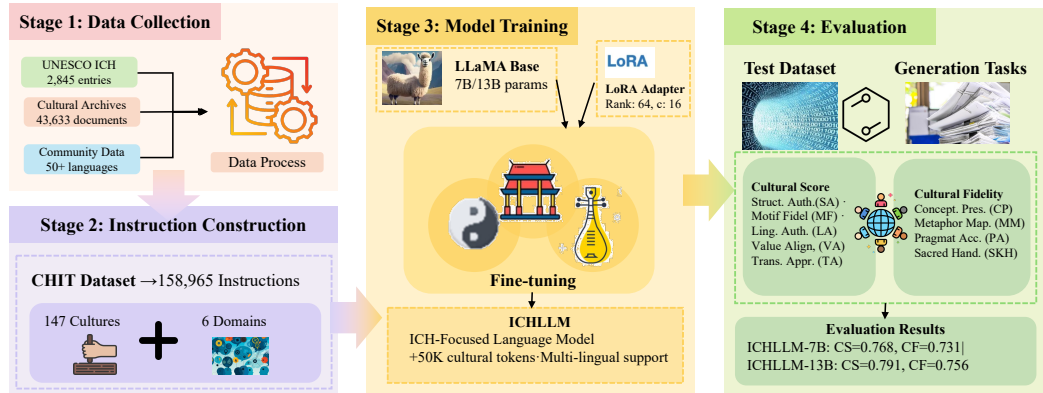 Stage 1: Data Collection
UNESCO ICH
2,845 entries
Cultural Archives
43,633 documents
Community Data
50+ languages
Data Process
Stage 2: Instruction Construction
CHIT Dataset →158,965 Instructions
147 Cultures
6 Domains
Stage 3: Model Training
LLaMA Base
7B/13B params
LoRA
LoRA Adapter
Rank: 64, c: 16
Fine-tuning
ICHLLM
ICH-Focused Language Model
+50K cultural tokens·Multi-lingual support
Stage 4: Evaluation
Test Dataset
Generation Tasks
Cultural Score
Struct. Auth.(SA) ·
Motif Fidel (MF) ·
Ling. Auth. (LA)
Value Align, (VA)
Trans. Appr. (TA)
Cultural Fidelity
Concept. Pres. (CP)
Metaphor Map. (MM)
Pragmat Acc. (PA)
Sacred Hand. (SKH)
Evaluation Results
ICHLLM-7B: CS=0.768, CF=0.731|
ICHLLM-13B: CS=0.791, CF=0.756